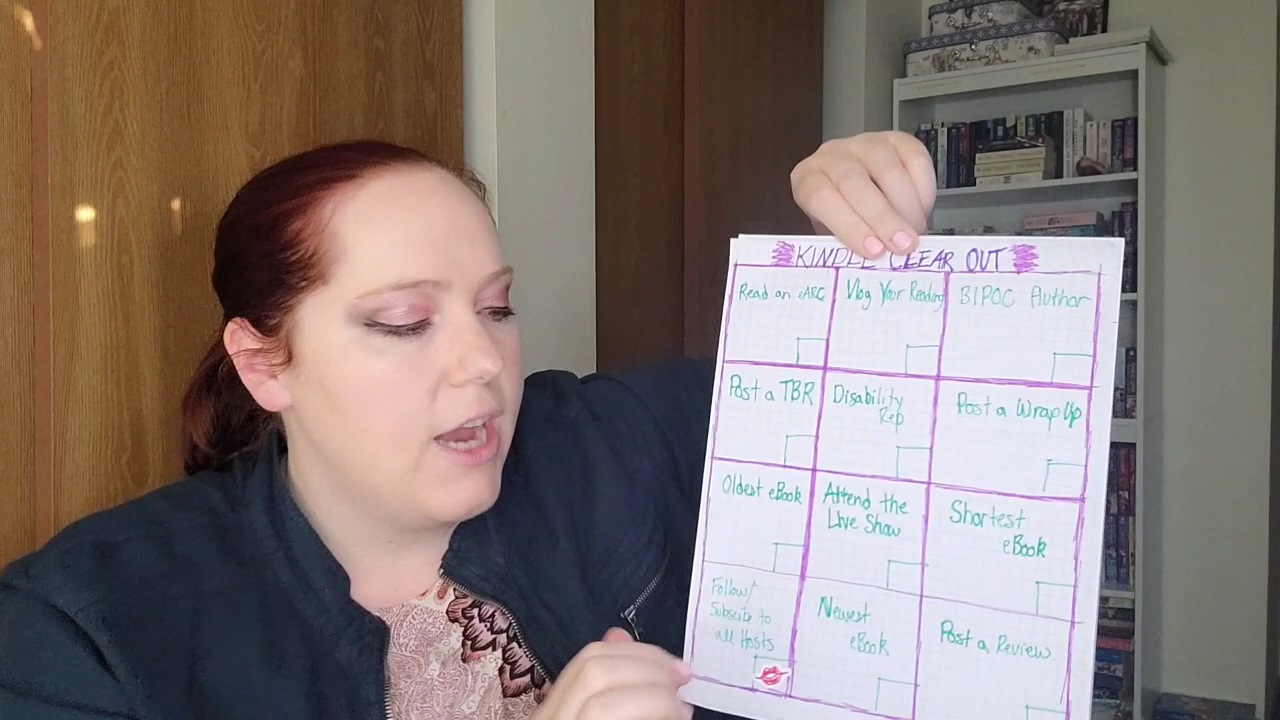 KINDLE CLEAR OUT
Read an eARC
Vlog Your Reading
BIPOC Author
Post a TBR
Disability
Rep
Post a Wrap Up
Oldest eBook
Attend the
Live Show
Shortest
eBook
Follow/
Subscibe to
all Hosts
Newest
eBook
Post a Review